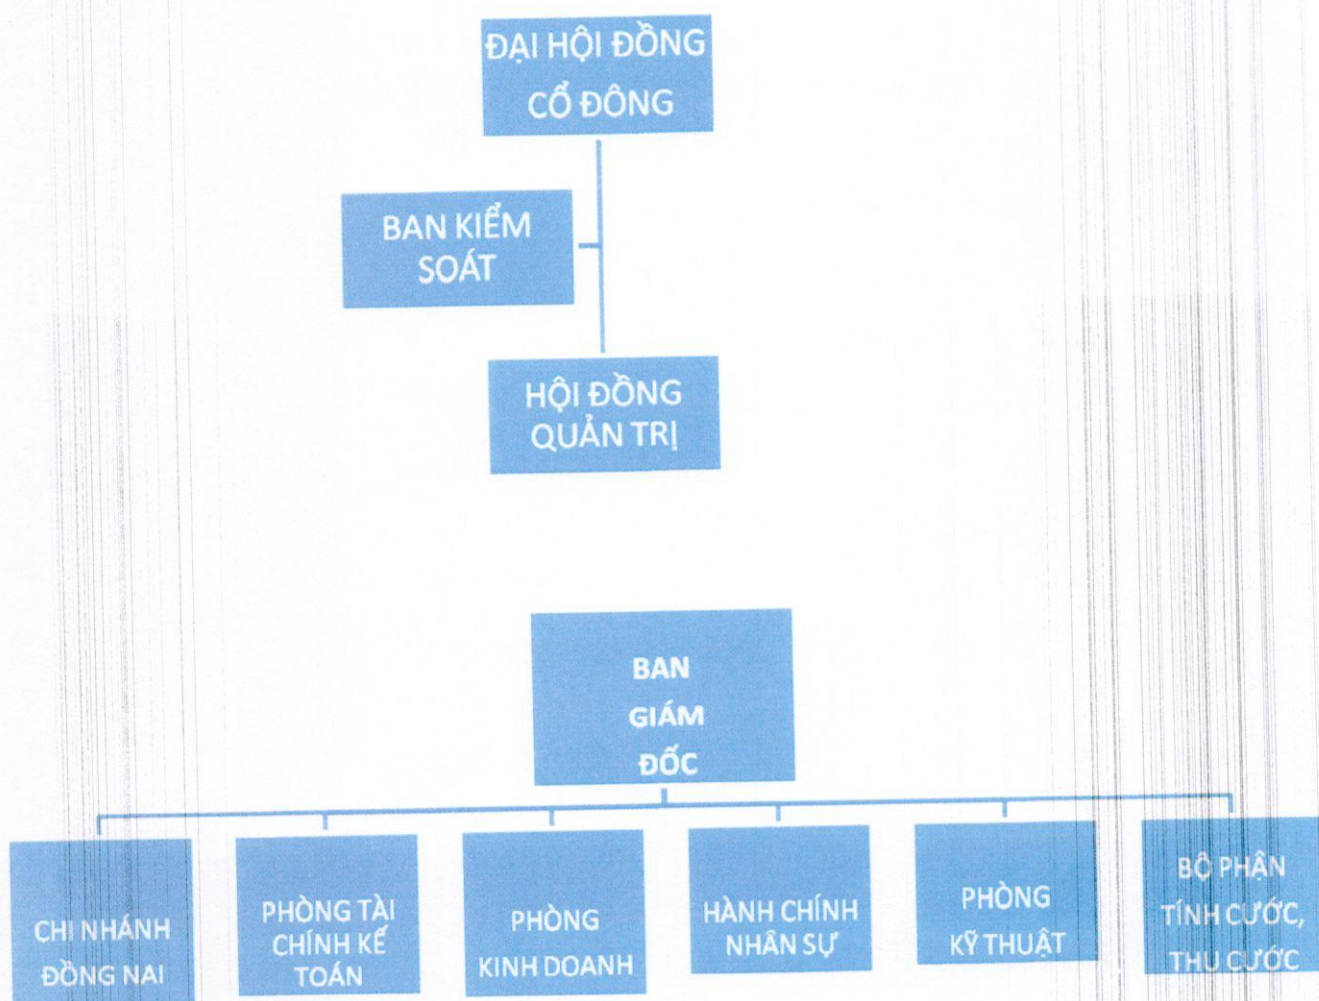 ĐẠI HỘI ĐỒNG
CỔ ĐÔNG
BAN KIỂM
SOÁT
HỘI ĐỒNG
QUẢN TRỊ
BAN
GIÁM
ĐỐC
CHI NHÁNH
ĐỒNG NAI
PHÒNG TÀI
CHÍNH KẾ
TOÁN
PHÒNG
KINH DOANH
HÀNH CHÍNH
NHÂN SỰ
PHÒNG
KỸ THUẬT
BỘ PHẬN
TÍNH CƯỚC,
THU CƯỚC